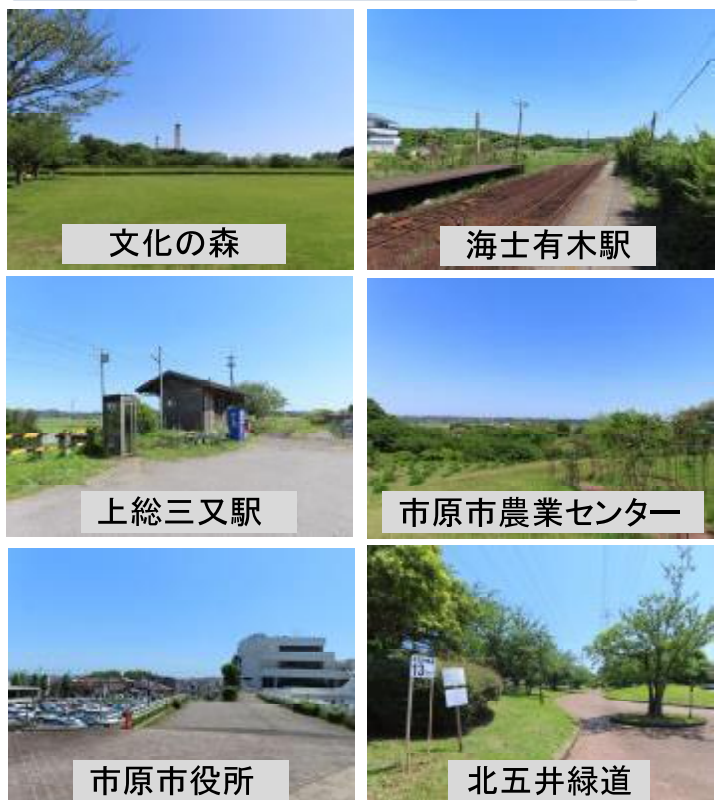 文化の森
海士有木駅
上総三又駅
市原市農業センター
市原市役所
13
北五井緑道